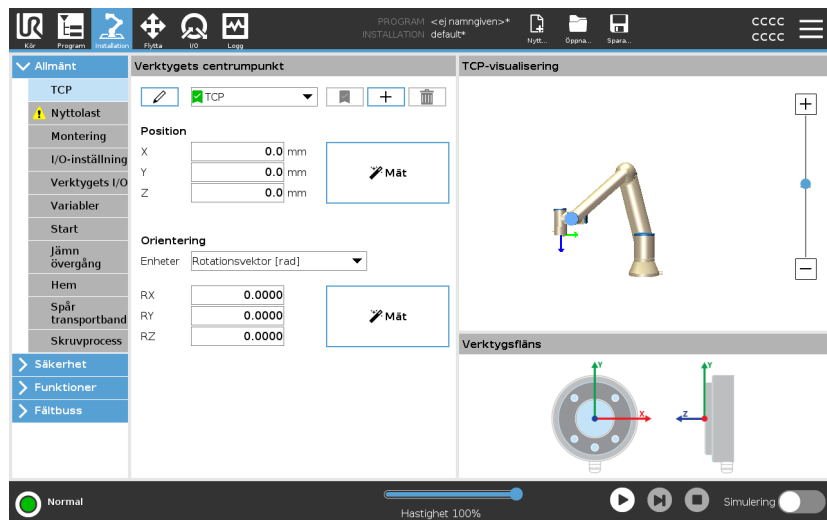 UR
PROGRAM <ej namngiven>*
INSTALLATION default*
Kör
Program
Installation
Flytta
I/O
Logg
Nytt...
Öppna...
Spara...
cccc
cccc
Allmänt
TCP
Nyttolast
Montering
I/O-inställning
Verktygets I/O
Variabler
Start
Jämn
övergång
Hem
Spår
transportband
Skruvprocess
Säkerhet
Funktioner
Fältbuss
Verktygets centrumpunkt
TCP
Position
X 0.0 mm
Y 0.0 mm
Z 0.0 mm
Mät
Orientering
Enheter Rotationsvektor [rad]
RX 0.0000
RY 0.0000
RZ 0.0000
Mät
TCP-visualisering
Verktygsfläns
Y
X
Y
Z
Normal
Hastighet 100%
Simulering